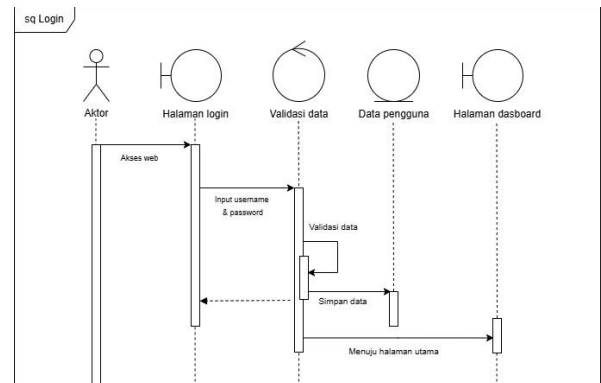 sq Login
Aktor
Halaman login
Validasi data
Data pengguna
Halaman dasboard
Akses web
Input username
& password
Validasi data
Simpan data
Menuju halaman utama